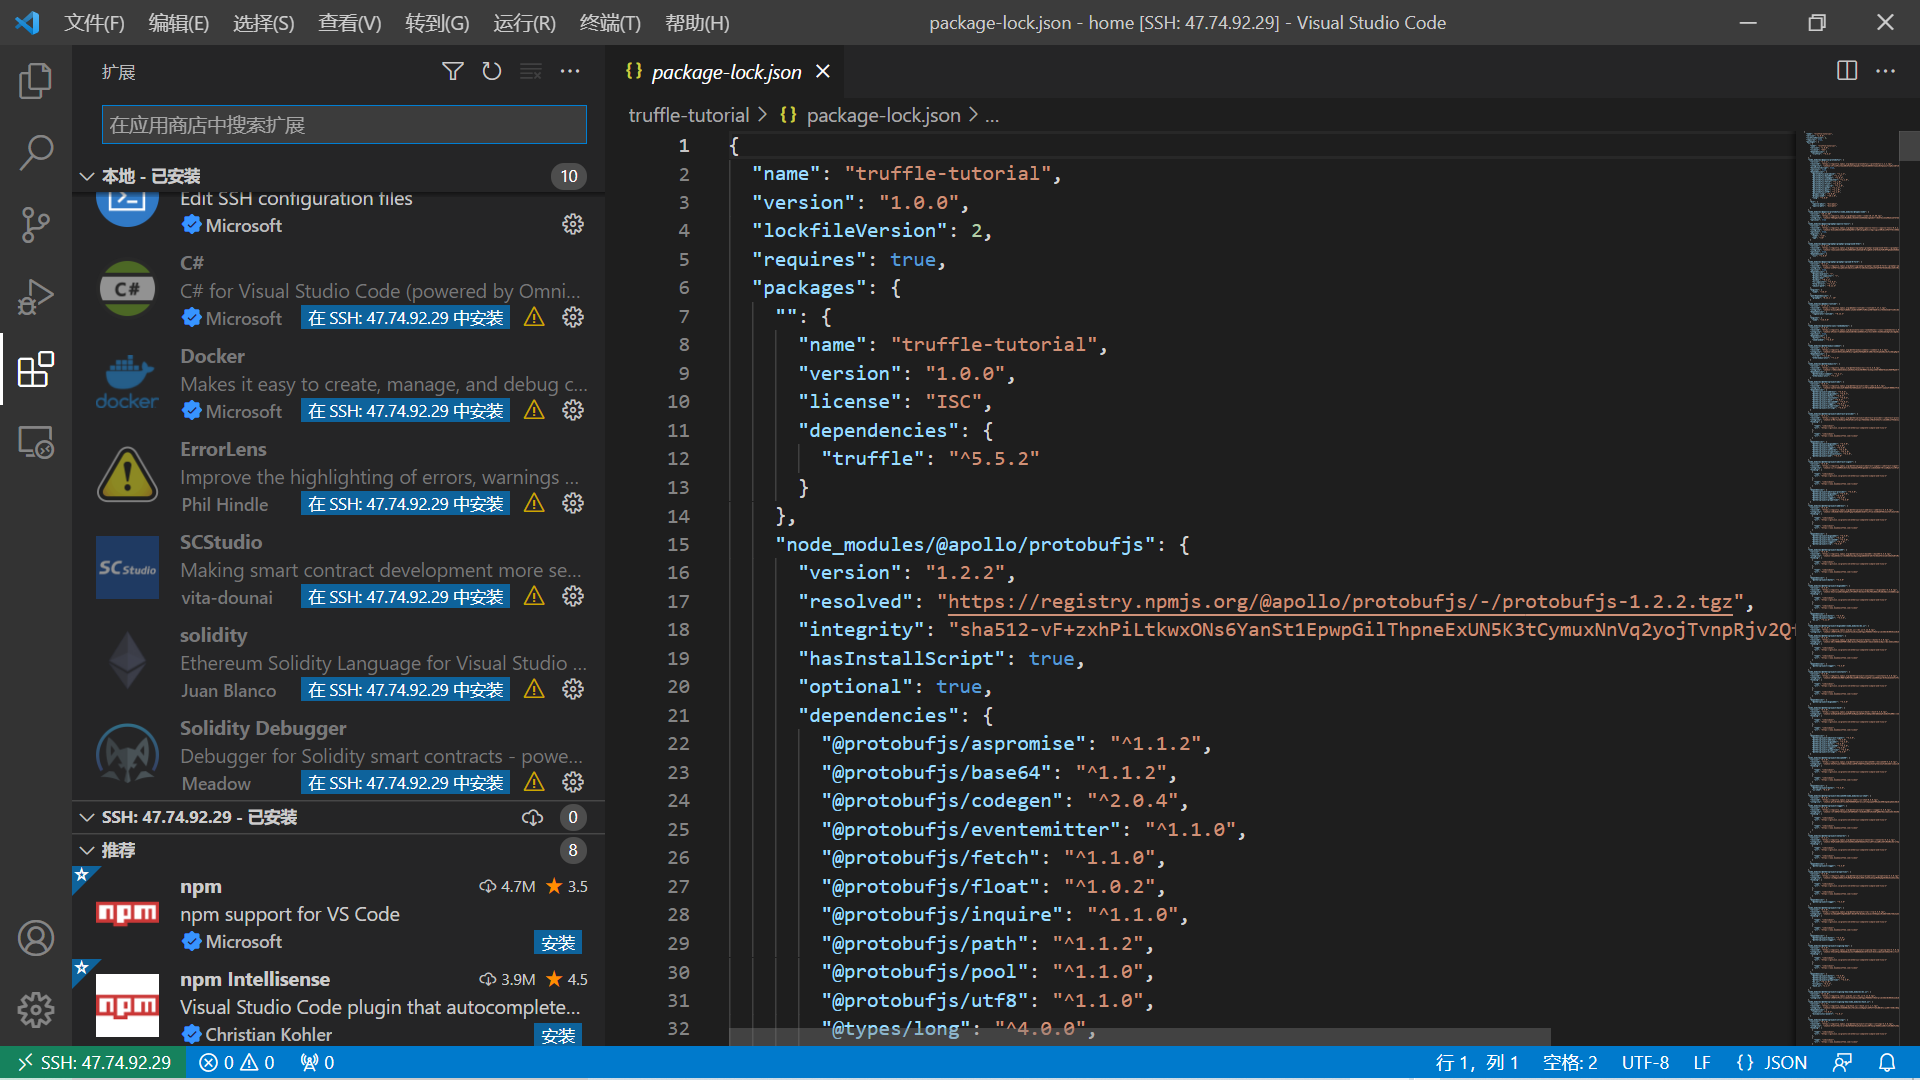 文件(F) 编辑(E) 选择(S) 查看(V) 转到(G) 运行(R) 终端(T) 帮助(H)
package-lock.json - home [SSH: 47.74.92.29] - Visual Studio Code
扩展
在应用商店中搜索扩展
本地 - 已安装 10
Edit SSH configuration files
Microsoft
C#
C# for Visual Studio Code (powered by Omni...
Microsoft 在 SSH: 47.74.92.29 中安装
Docker
Makes it easy to create, manage, and debug c...
docker
Microsoft 在 SSH: 47.74.92.29 中安装
ErrorLens
Improve the highlighting of errors, warnings ...
Phil Hindle 在 SSH: 47.74.92.29 中安装
SCStudio
SC Studio
Making smart contract development more se...
vita-dounai 在 SSH: 47.74.92.29 中安装
solidity
Ethereum Solidity Language for Visual Studio ...
Juan Blanco 在 SSH: 47.74.92.29 中安装
Solidity Debugger
Debugger for Solidity smart contracts - powe...
Meadow 在 SSH: 47.74.92.29 中安装
SSH: 47.74.92.29 - 已安装 0
推荐 8
npm 4.7M 3.5
npm
npm support for VS Code
Microsoft 安装
npm Intellisense 3.9M 4.5
npm
Visual Studio Code plugin that autocomplete...
Christian Kohler 安装
{} package-lock.json
truffle-tutorial > {} package-lock.json > ...
1 {
2 "name": "truffle-tutorial",
3 "version": "1.0.0",
4 "lockfileVersion": 2,
5 "requires": true,
6 "packages": {
7 "": {
8 "name": "truffle-tutorial",
9 "version": "1.0.0",
10 "license": "ISC",
11 "dependencies": {
12 "truffle": "^5.5.2"
13 }
14 },
15 "node_modules/@apollo/protobufjs": {
16 "version": "1.2.2",
17 "resolved": "https://registry.npmjs.org/@apollo/protobufjs/-/protobufjs-1.2.2.tgz",
18 "integrity": "sha512-vF+zxhPiLtkwxONs6YanSt1EpwpGilThpneExUN5K3tCymuxNnVq2yojTvnpRjv2Q
19 "hasInstallScript": true,
20 "optional": true,
21 "dependencies": {
22 "@protobufjs/aspromise": "^1.1.2",
23 "@protobufjs/base64": "^1.1.2",
24 "@protobufjs/codegen": "^2.0.4",
25 "@protobufjs/eventemitter": "^1.1.0",
26 "@protobufjs/fetch": "^1.1.0",
27 "@protobufjs/float": "^1.0.2",
28 "@protobufjs/inquire": "^1.1.0",
29 "@protobufjs/path": "^1.1.2",
30 "@protobufjs/pool": "^1.1.0",
31 "@protobufjs/utf8": "^1.1.0",
32 "@types/long": "^4.0.0",
SSH: 47.74.92.29 0 0 0
行 1, 列 1 空格: 2 UTF-8 LF {} JSON